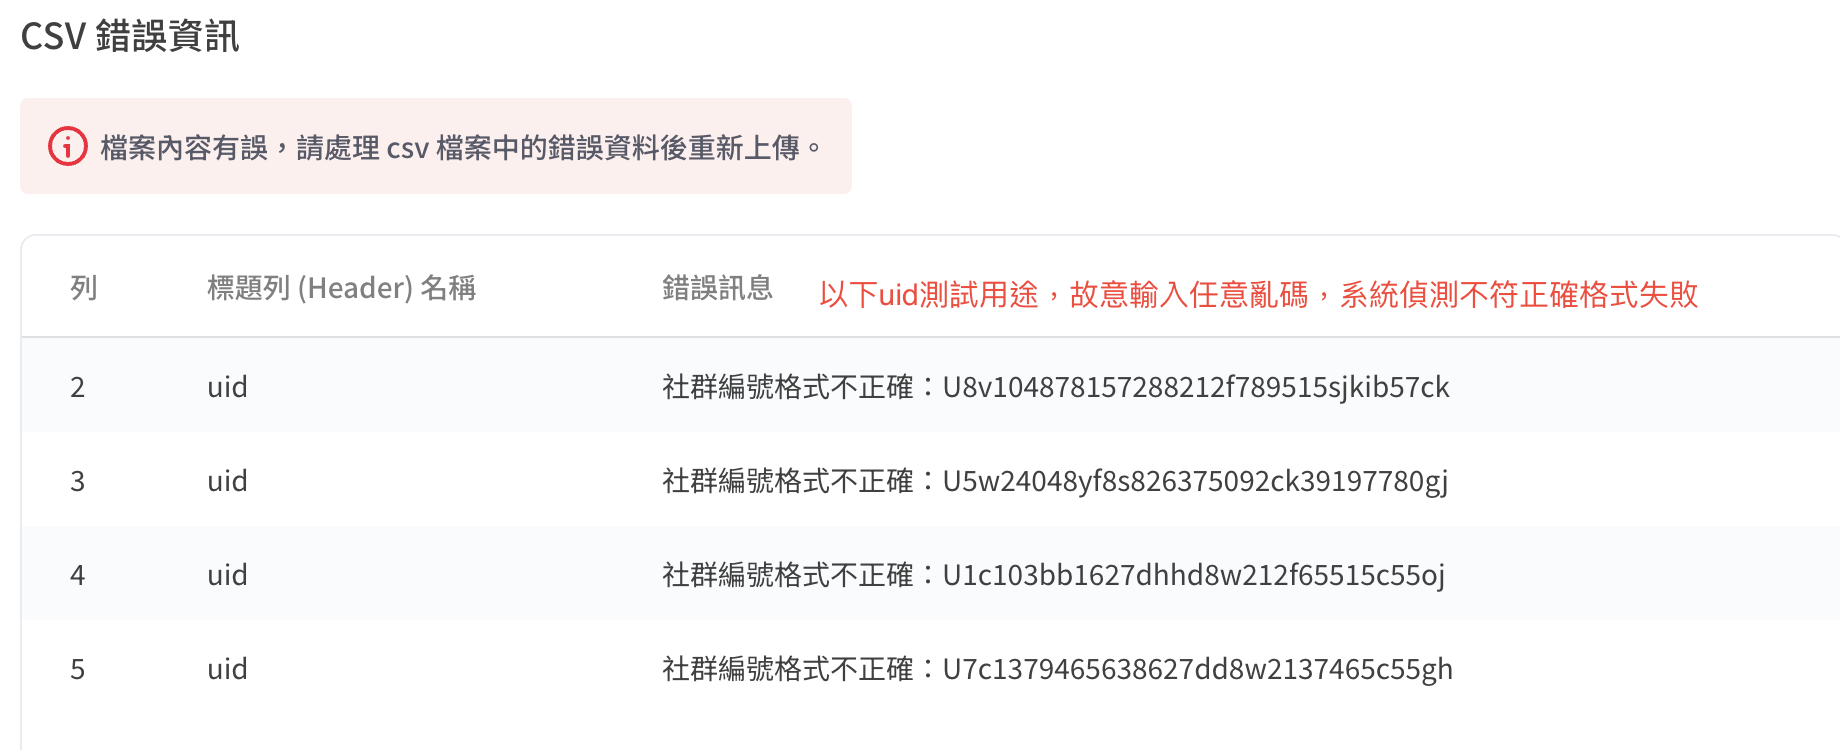 CSV 錯誤資訊
檔案內容有誤，請處理 csv 檔案中的錯誤資料後重新上傳。
列 標題列 (Header) 名稱 錯誤訊息 以下uid測試用途，故意輸入任意亂碼，系統偵測不符正確格式失敗
2 uid 社群編號格式不正確：U8v104878157288212f789515sjkib57ck
3 uid 社群編號格式不正確：U5w24048yf8s826375092ck39197780gj
4 uid 社群編號格式不正確：U1c103bb1627dhhd8w212f65515c55oj
5 uid 社群編號格式不正確：U7c1379465638627dd8w2137465c55gh